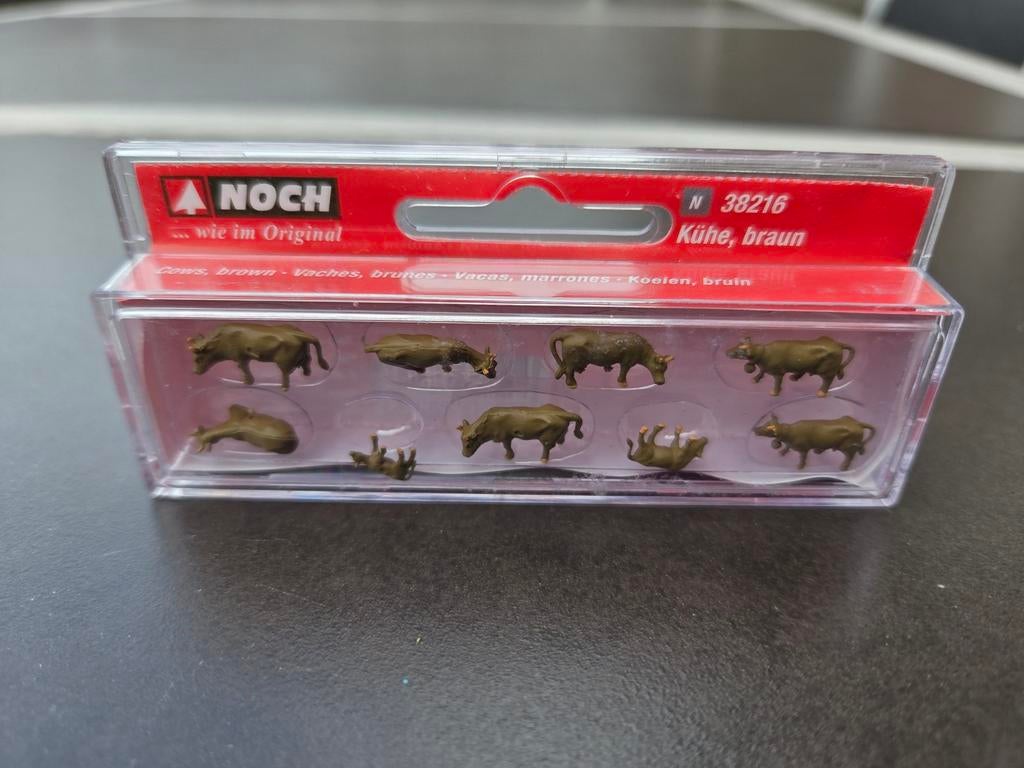 NOCH
... wie im Original
N 38216
Kühe, braun
Cows, brown - Vaches, brunes - Vacas, marrones - Koeien, bruin